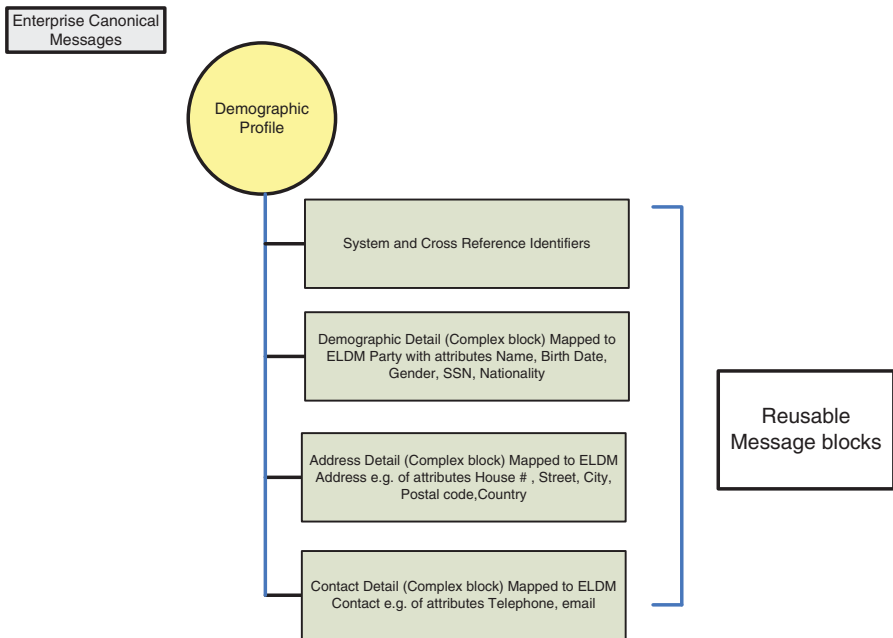 Enterprise Canonical
Messages
Demographic
Profile
System and Cross Reference Identifiers
Demographic Detail (Complex block) Mapped to
ELDM Party with attributes Name, Birth Date,
Gender, SSN, Nationality
Address Detail (Complex block) Mapped to ELDM
Address e.g. of attributes House # , Street, City,
Postal code,Country
Contact Detail (Complex block) Mapped to ELDM
Contact e.g. of attributes Telephone, email
Reusable
Message blocks